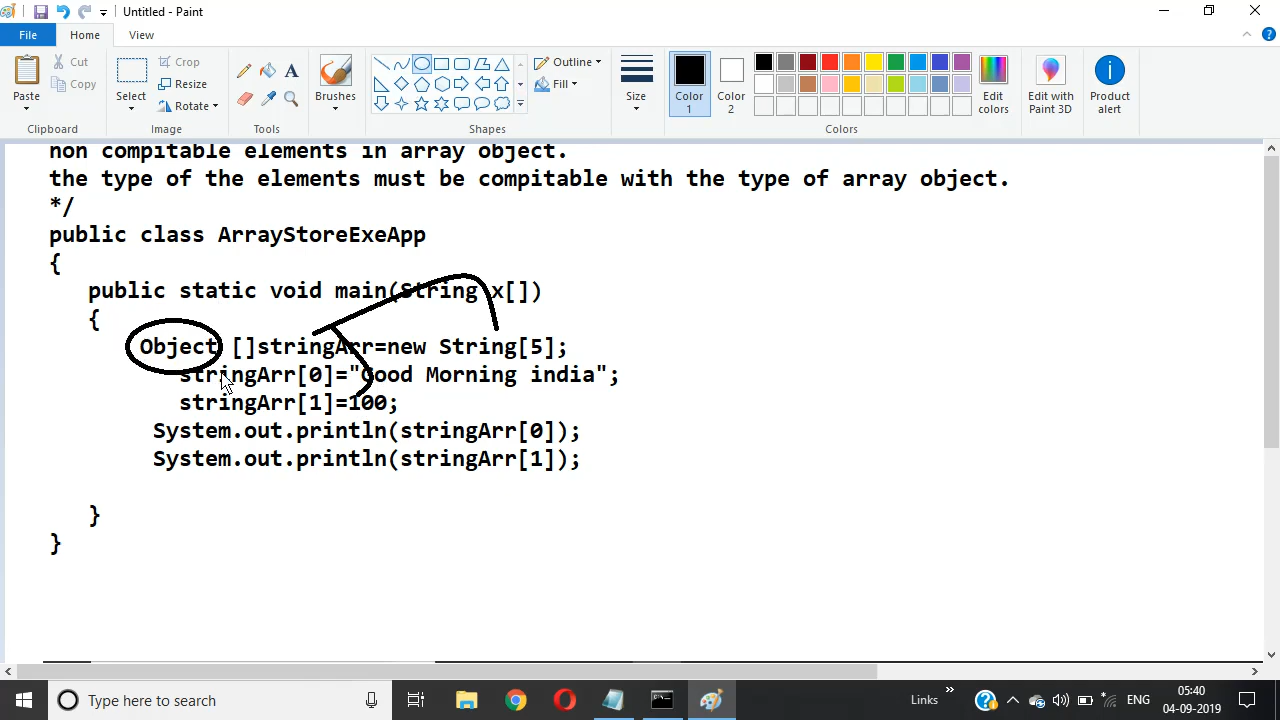 Untitled - Paint
File Home View
Paste
Cut
Copy
Clipboard
Select
Crop
Resize
Rotate
Image
Tools
Brushes
Outline
Fill
Shapes
Size
Color 1
Color 2
Edit colors
Colors
Edit with Paint 3D
Product alert
non compitable elements in array object.
the type of the elements must be compitable with the type of array object.
*/
public class ArrayStoreExeApp
{
public static void main(String x[])
{
Object []stringArr=new String[5];
stringArr[0]="Good Morning india";
stringArr[1]=100;
System.out.println(stringArr[0]);
System.out.println(stringArr[1]);
}
}
Type here to search
Links
ENG
05:40
04-09-2019